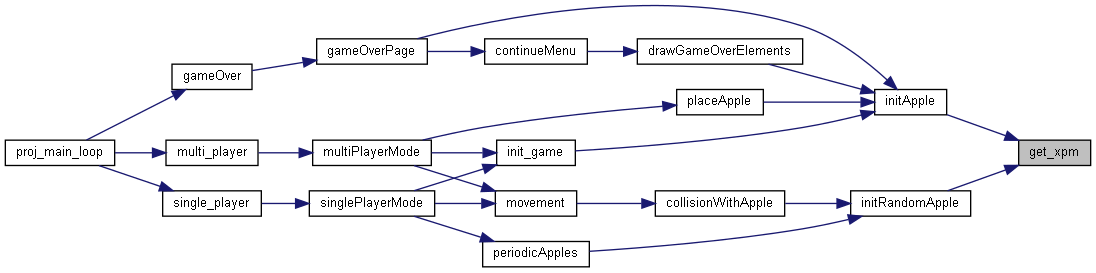 gameOverPage
continueMenu
drawGameOverElements
gameOver
placeApple
initApple
proj_main_loop
multi_player
multiPlayerMode
init_game
get_xpm
single_player
singlePlayerMode
movement
collisionWithApple
initRandomApple
periodicApples